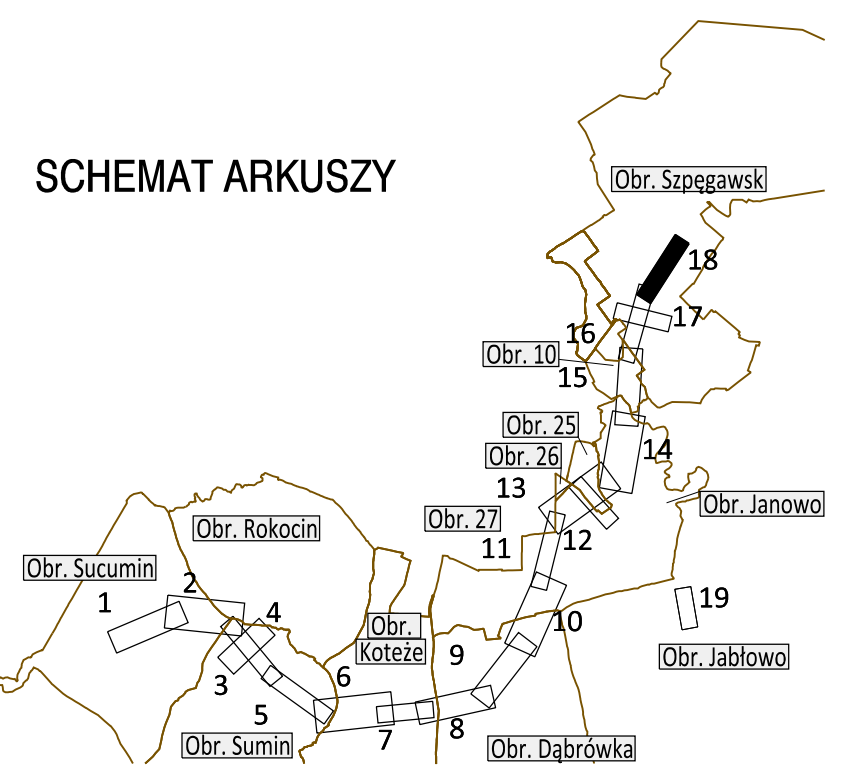 SCHEMAT ARKUSZY
Obr. Szpęgawsk
18
17
16
Obr. 10
15
Obr. 25
14
Obr. 26
13
Obr. Janowo
Obr. 27
Obr. Rokocin
12
11
Obr. Sucumin
2
1
19
4
10
Obr.
Koteże
9
Obr. Jabłowo
6
3
5
8
7
Obr. Sumin
Obr. Dąbrówka